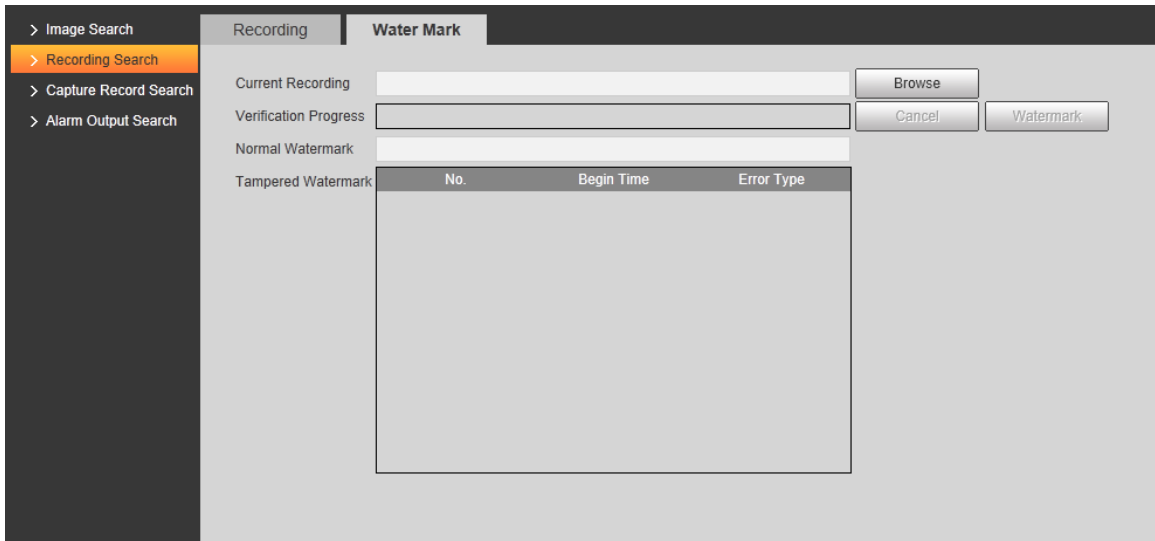 Image Search
Recording Search
Capture Record Search
Alarm Output Search
Recording
Water Mark
Current Recording
Browse
Verification Progress
Cancel
Watermark
Normal Watermark
Tampered Watermark
No.
Begin Time
Error Type